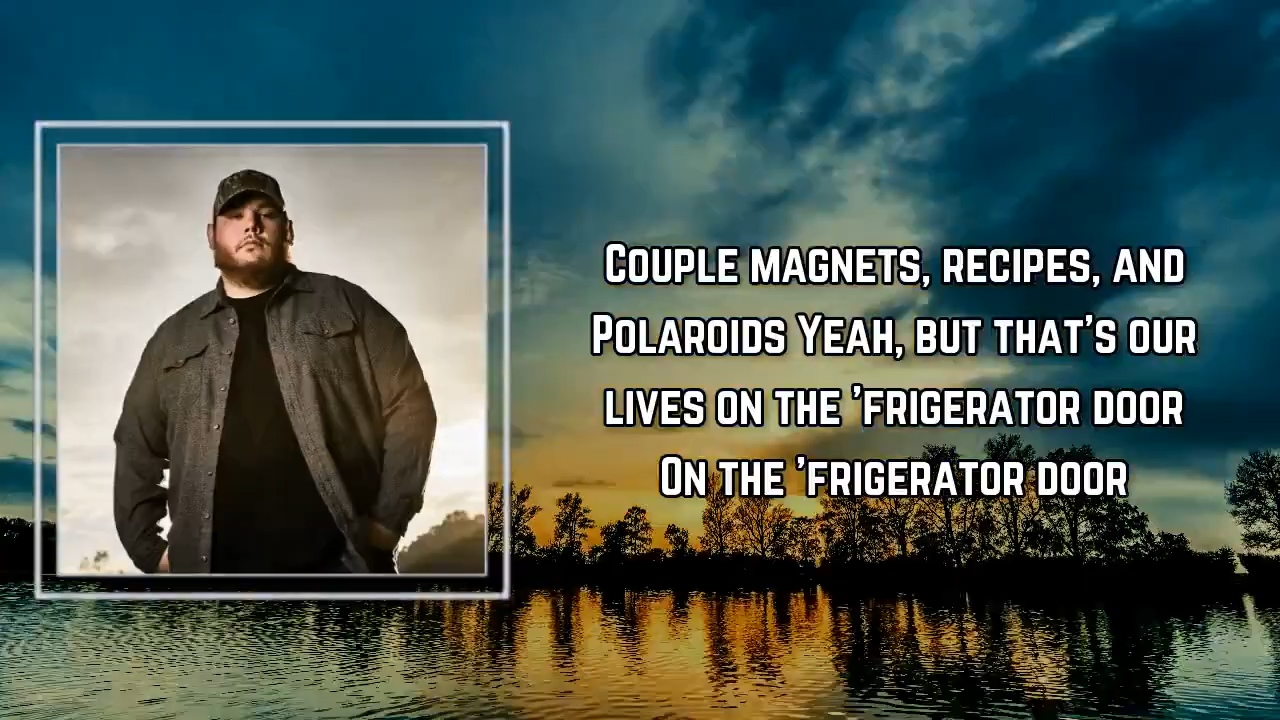 Couple magnets, recipes, and
Polaroids Yeah, but that's our
lives on the 'frigerator door
On the 'frigerator door